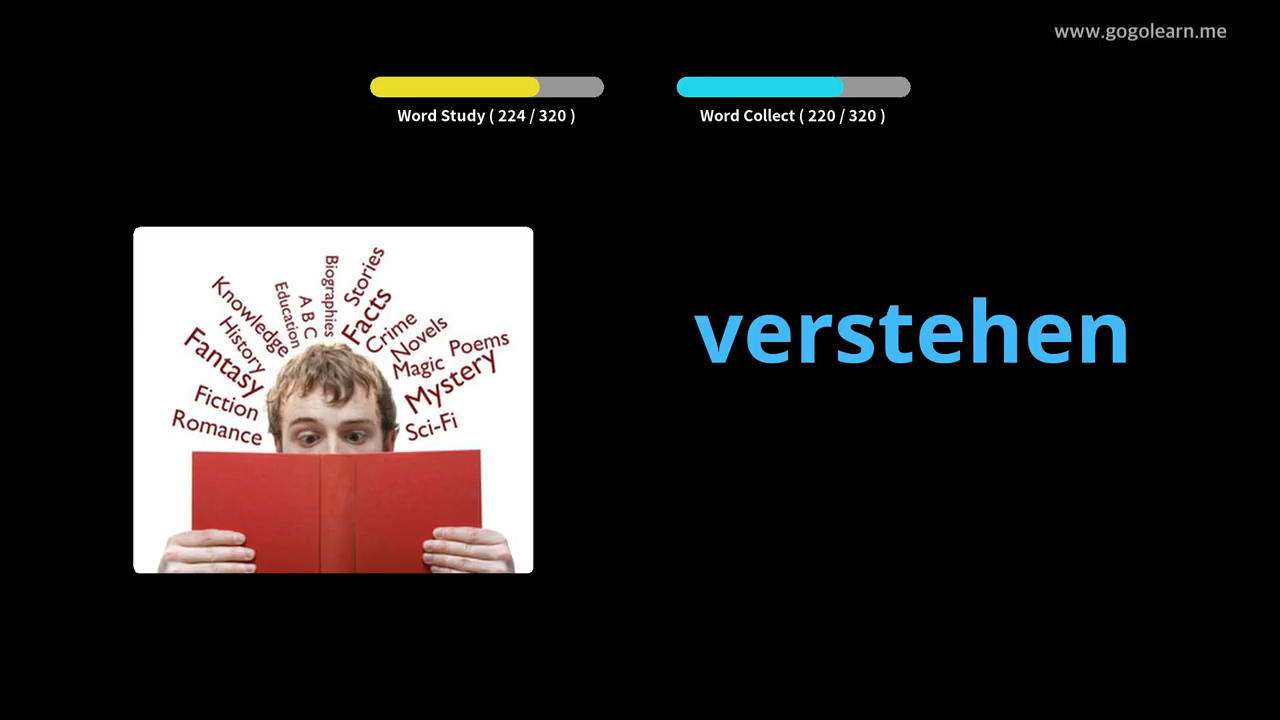 www.gogolearn.me
Word Study ( 224 / 320 )
Word Collect ( 220 / 320 )
verstehen
Romance
Fiction
Fantasy
History
Knowledge
Education
A B C
Biographies
Stories
Facts
Crime
Novels
Magic
Poems
Mystery
Sci-Fi